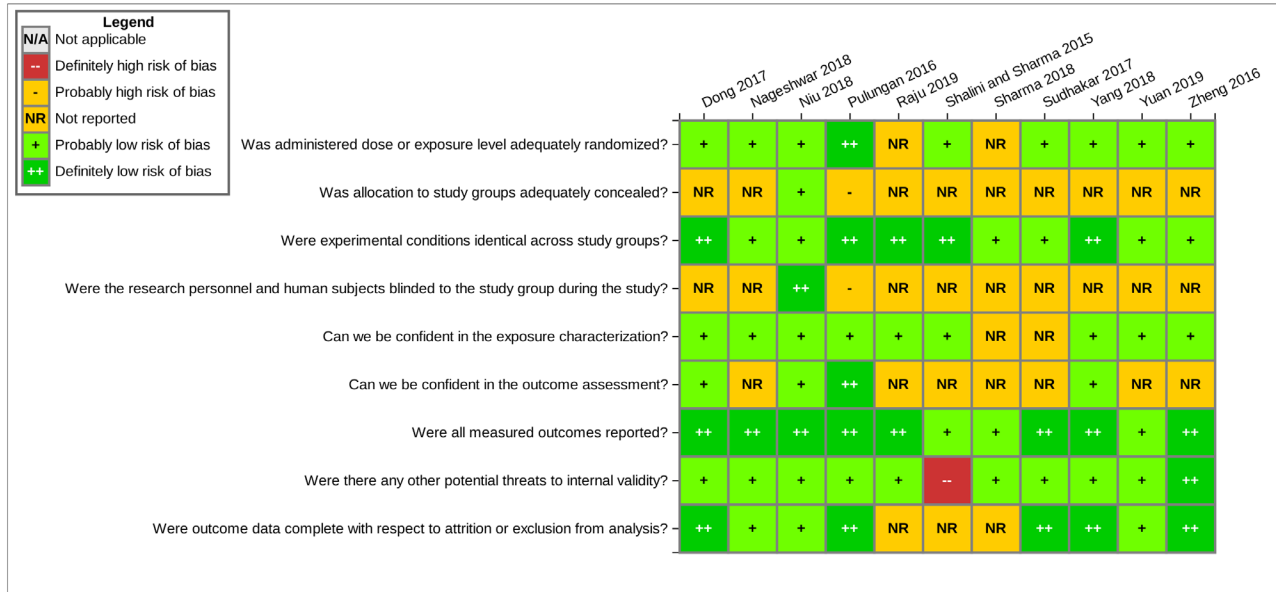 Legend
N/A Not applicable
-- Definitely high risk of bias
- Probably high risk of bias
NR Not reported
+ Probably low risk of bias
++ Definitely low risk of bias
Dong 2017 Nageshwar 2018 Niu 2018 Pulungan 2016 Raju 2019 Shalini and Sharma 2015 Sharma 2018 Sudhakar 2017 Yang 2018 Yuan 2019 Zheng 2016
Was administered dose or exposure level adequately randomized? + + + ++ NR + NR + + + +
Was allocation to study groups adequately concealed? NR NR + - NR NR NR NR NR NR NR
Were experimental conditions identical across study groups? ++ + + ++ ++ ++ + + ++ + +
Were the research personnel and human subjects blinded to the study group during the study? NR NR ++ - NR NR NR NR NR NR NR
Can we be confident in the exposure characterization? + + + + + + NR NR + + +
Can we be confident in the outcome assessment? + NR + ++ NR NR NR NR + NR NR
Were all measured outcomes reported? ++ ++ ++ ++ ++ + + ++ ++ + ++
Were there any other potential threats to internal validity? + + + + + -- + + + + ++
Were outcome data complete with respect to attrition or exclusion from analysis? ++ + + ++ NR NR NR ++ ++ + ++